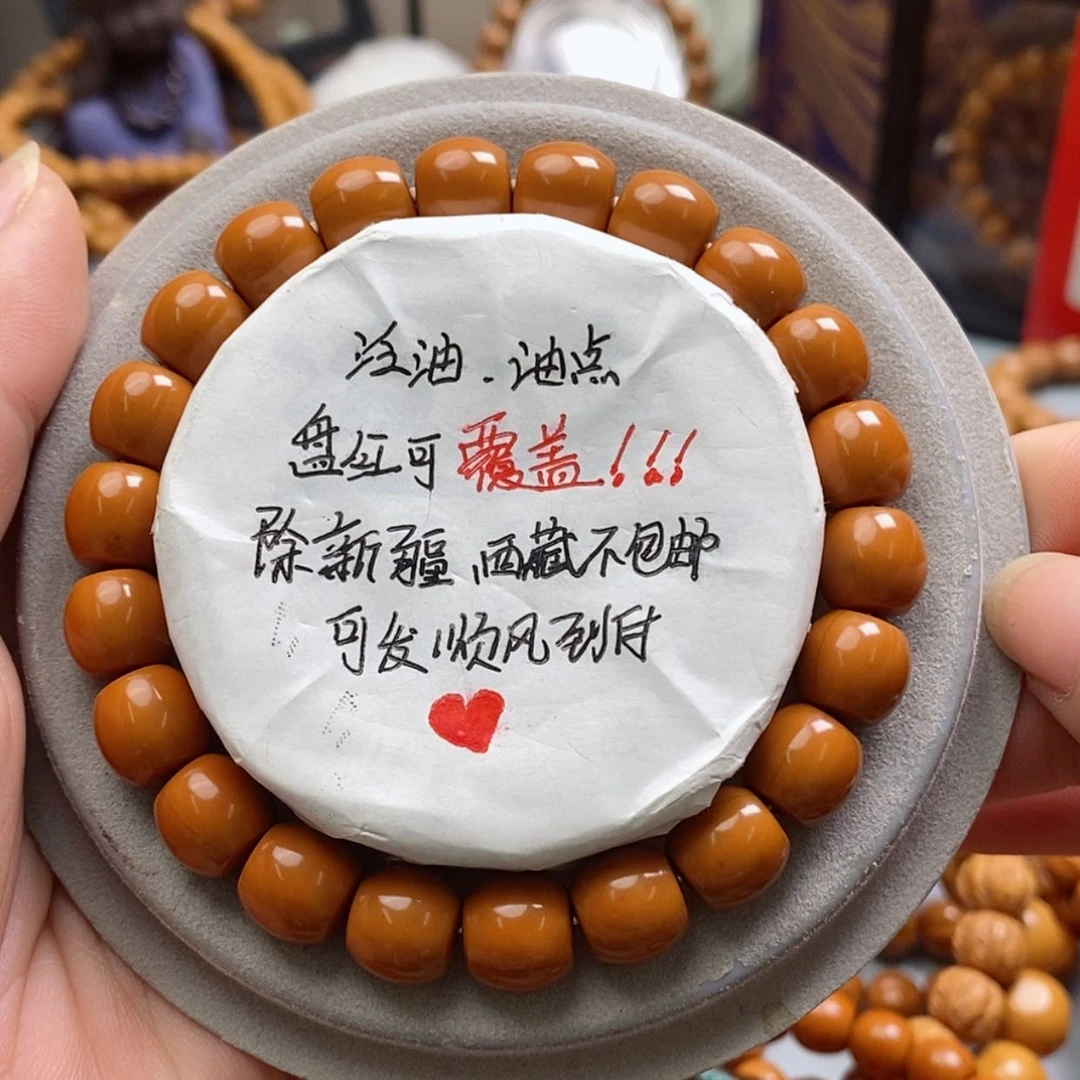 泛油.油点
盘红可覆盖!!!
除新疆、西藏不包邮
可发顺风到付